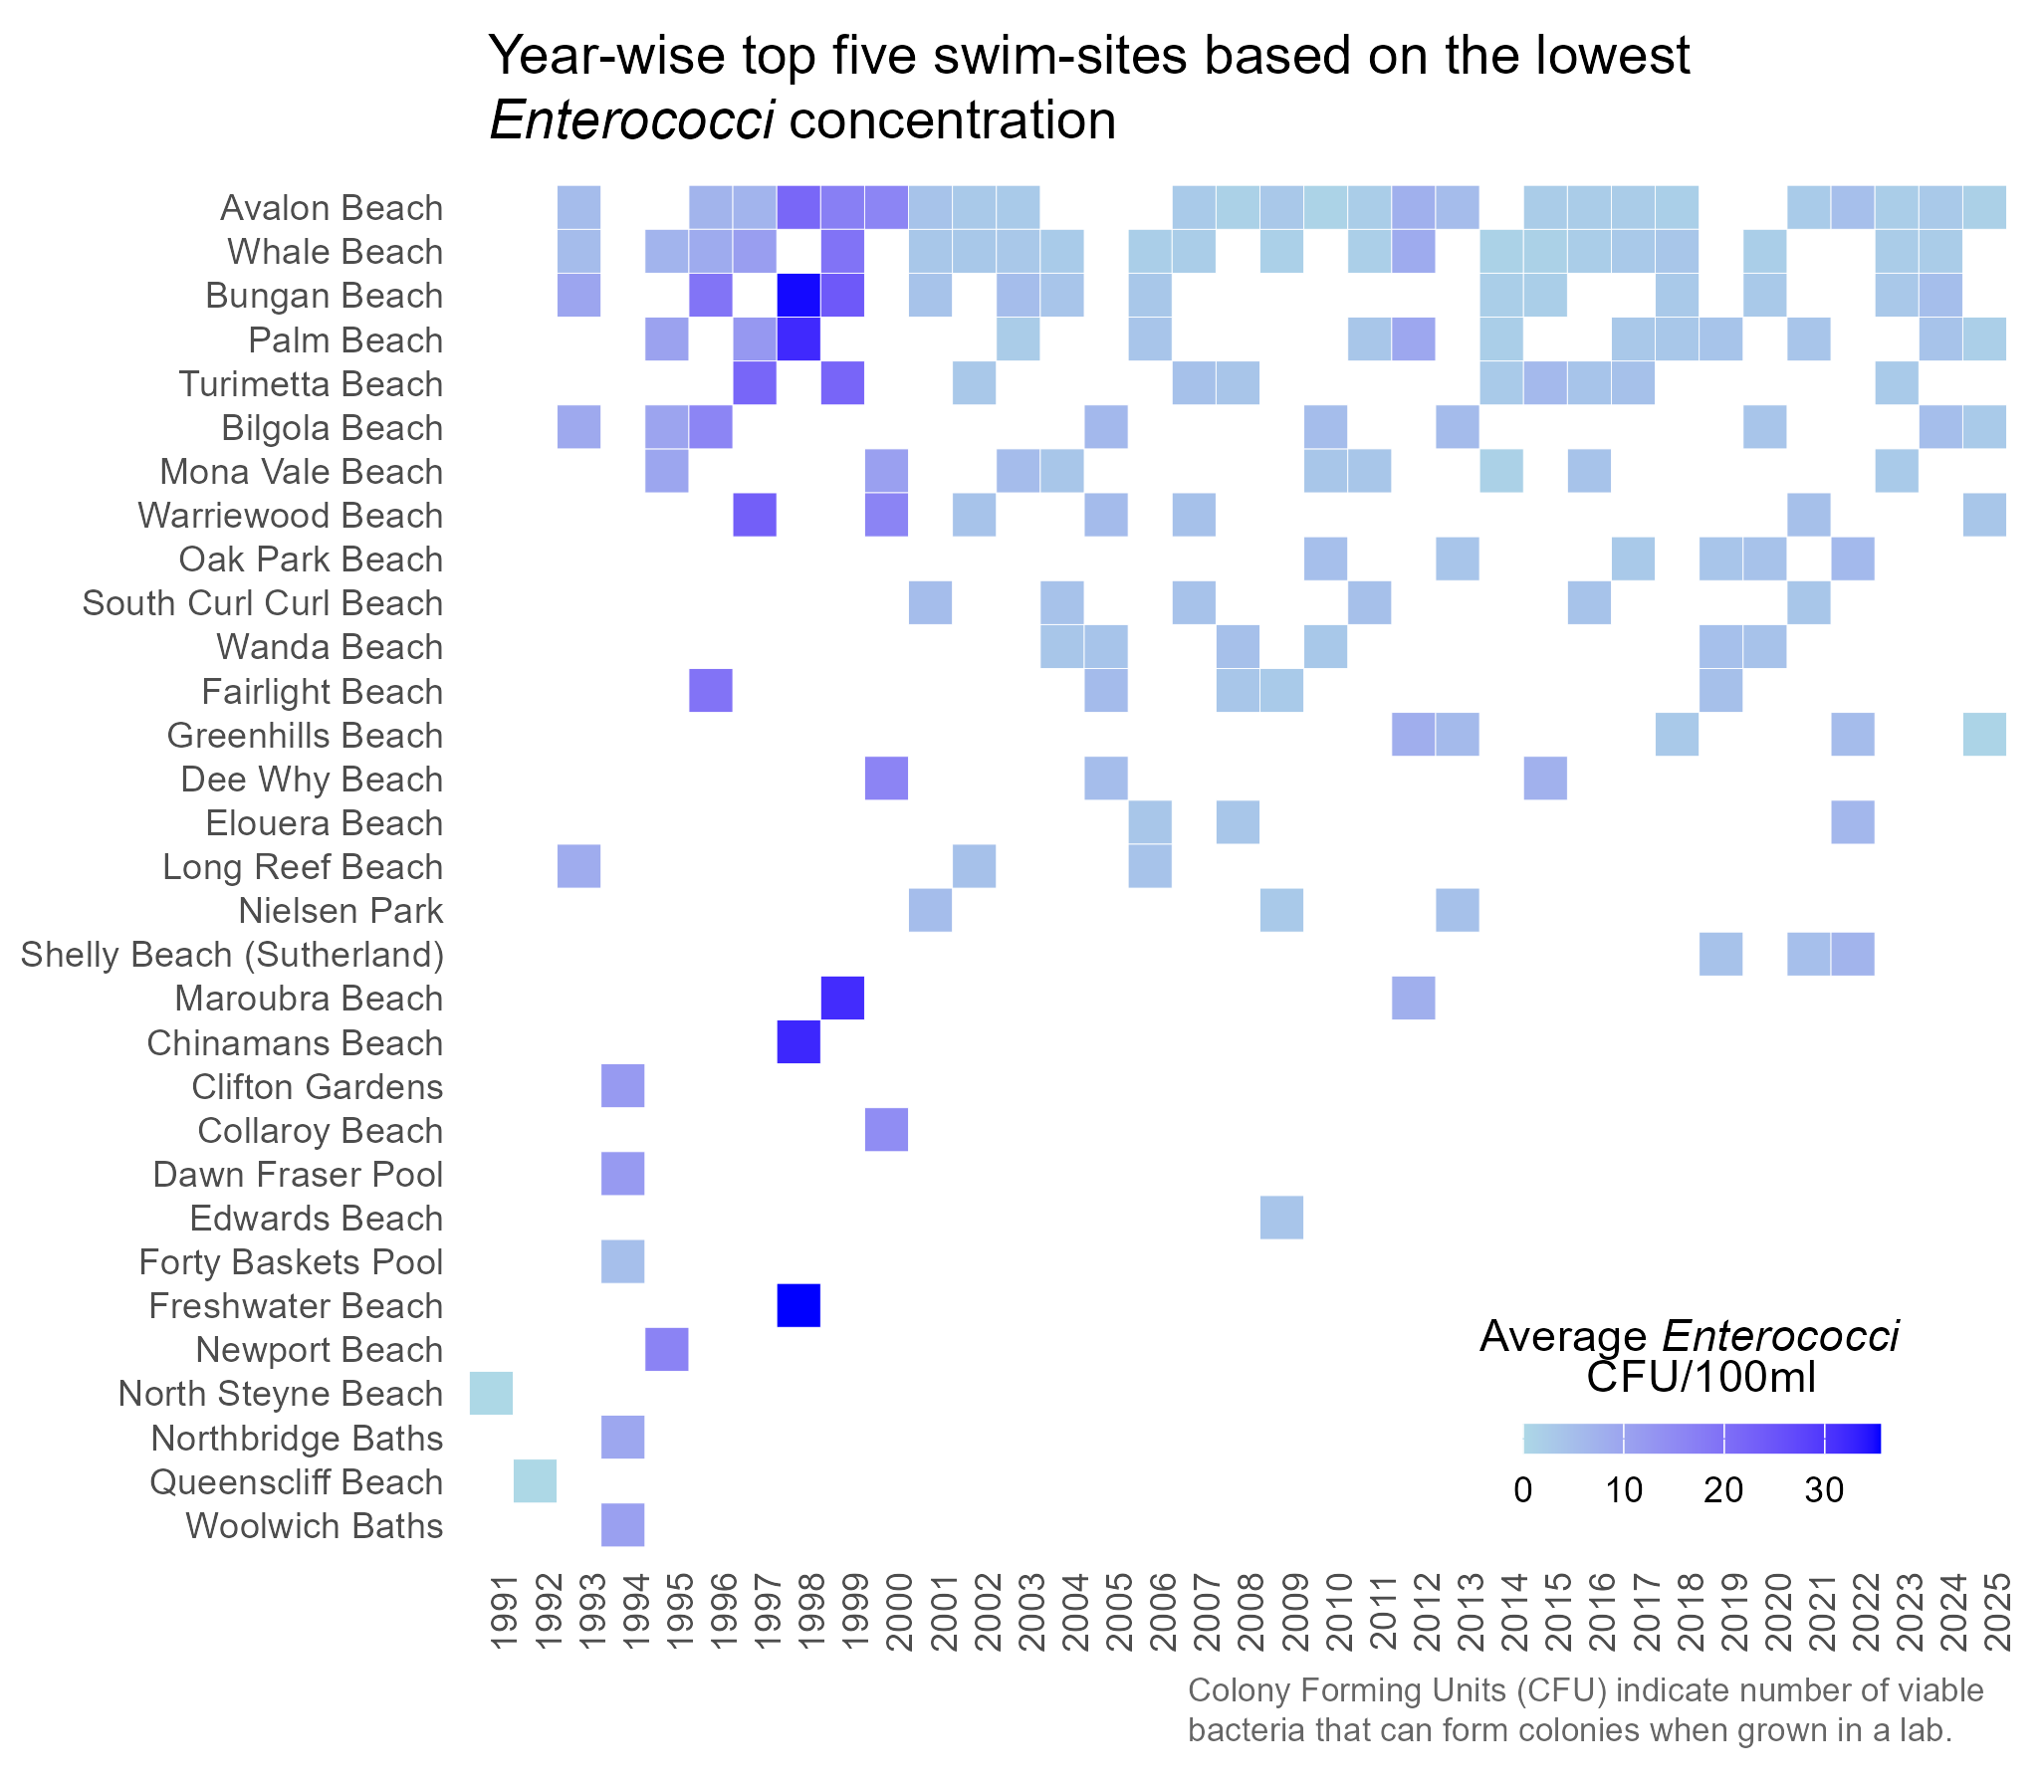 Year-wise top five swim-sites based on the lowest
Enterococci concentration
Avalon Beach
Whale Beach
Bungan Beach
Palm Beach
Turimetta Beach
Bilgola Beach
Mona Vale Beach
Warriewood Beach
Oak Park Beach
South Curl Curl Beach
Wanda Beach
Fairlight Beach
Greenhills Beach
Dee Why Beach
Elouera Beach
Long Reef Beach
Nielsen Park
Shelly Beach (Sutherland)
Maroubra Beach
Chinamans Beach
Clifton Gardens
Collaroy Beach
Dawn Fraser Pool
Edwards Beach
Forty Baskets Pool
Freshwater Beach
Newport Beach
North Steyne Beach
Northbridge Baths
Queenscliff Beach
Woolwich Baths
Average Enterococci
CFU/100ml
0 10 20 30
1991 1992 1993 1994 1995 1996 1997 1998 1999 2000 2001 2002 2003 2004 2005 2006 2007 2008 2009 2010 2011 2012 2013 2014 2015 2016 2017 2018 2019 2020 2021 2022 2023 2024 2025
Colony Forming Units (CFU) indicate number of viable
bacteria that can form colonies when grown in a lab.